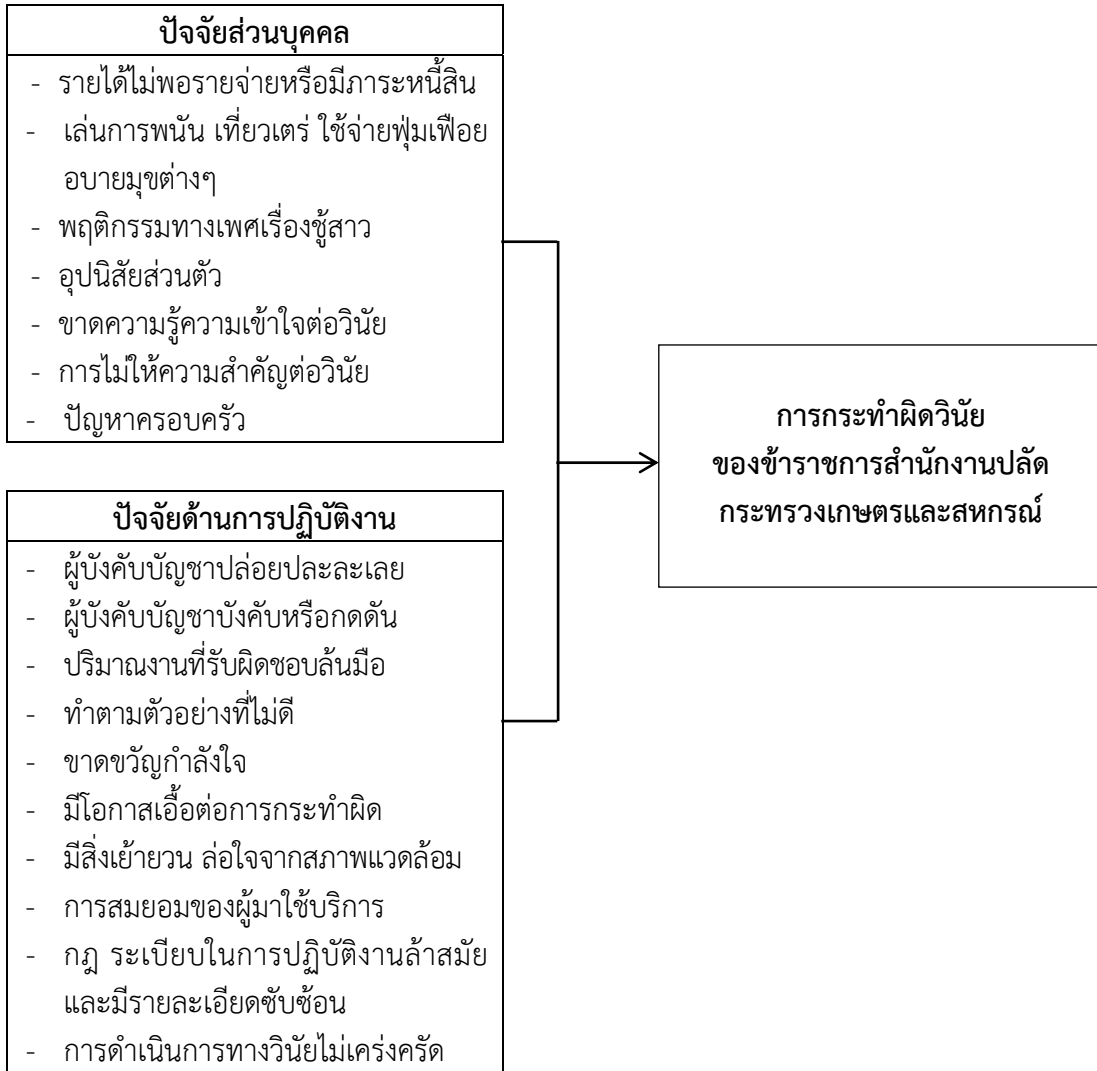 ปัจจัยส่วนบุคคล
- รายได้ไม่พอรายจ่ายหรือมีภาระหนี้สิน
- เล่นการพนัน เที่ยวเตร่ ใช้จ่ายฟุ่มเฟือย
อบายมุขต่างๆ
- พฤติกรรมทางเพศเรื่องชู้สาว
- อุปนิสัยส่วนตัว
- ขาดความรู้ความเข้าใจต่อวินัย
- การไม่ให้ความสำคัญต่อวินัย
- ปัญหาครอบครัว
การกระทำผิดวินัย
ของข้าราชการสำนักงานปลัด
กระทรวงเกษตรและสหกรณ์
ปัจจัยด้านการปฏิบัติงาน
- ผู้บังคับบัญชาปล่อยปละละเลย
- ผู้บังคับบัญชาบังคับหรือกดดัน
- ปริมาณงานที่รับผิดชอบล้นมือ
- ทำตามตัวอย่างที่ไม่ดี
- ขาดขวัญกำลังใจ
- มีโอกาสเอื้อต่อการกระทำผิด
- มีสิ่งเย้ายวน ล่อใจจากสภาพแวดล้อม
- การสมยอมของผู้มาใช้บริการ
- กฎ ระเบียบในการปฏิบัติงานล้าสมัย
และมีรายละเอียดซับซ้อน
- การดำเนินการทางวินัยไม่เคร่งครัด